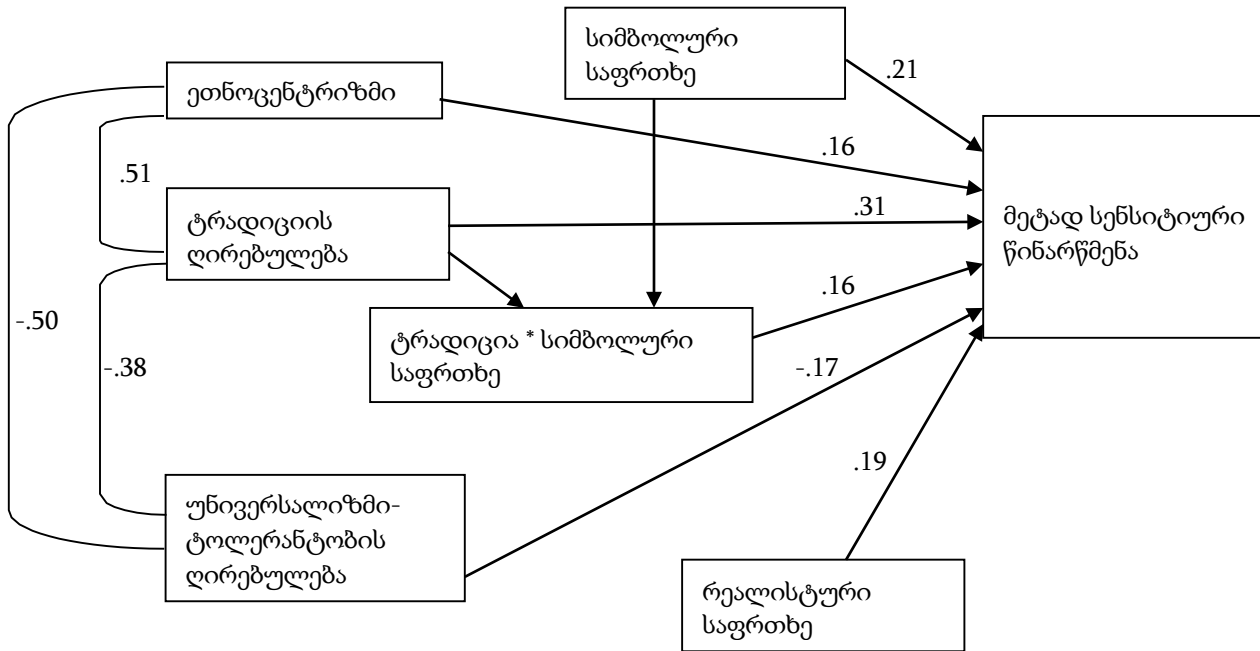 სიმბოლური
საფრთხე
.21
ეთნოცენტრიზმი
.16
.51
ტრადიციის
ღირებულება
.31
მეტად სენსიტიური
წინარწმენა
-.50
-.38
ტრადიცია * სიმბოლური
საფრთხე
.16
-.17
.19
უნივერსალიზმი-
ტოლერანტობის
ღირებულება
რეალისტური
საფრთხე